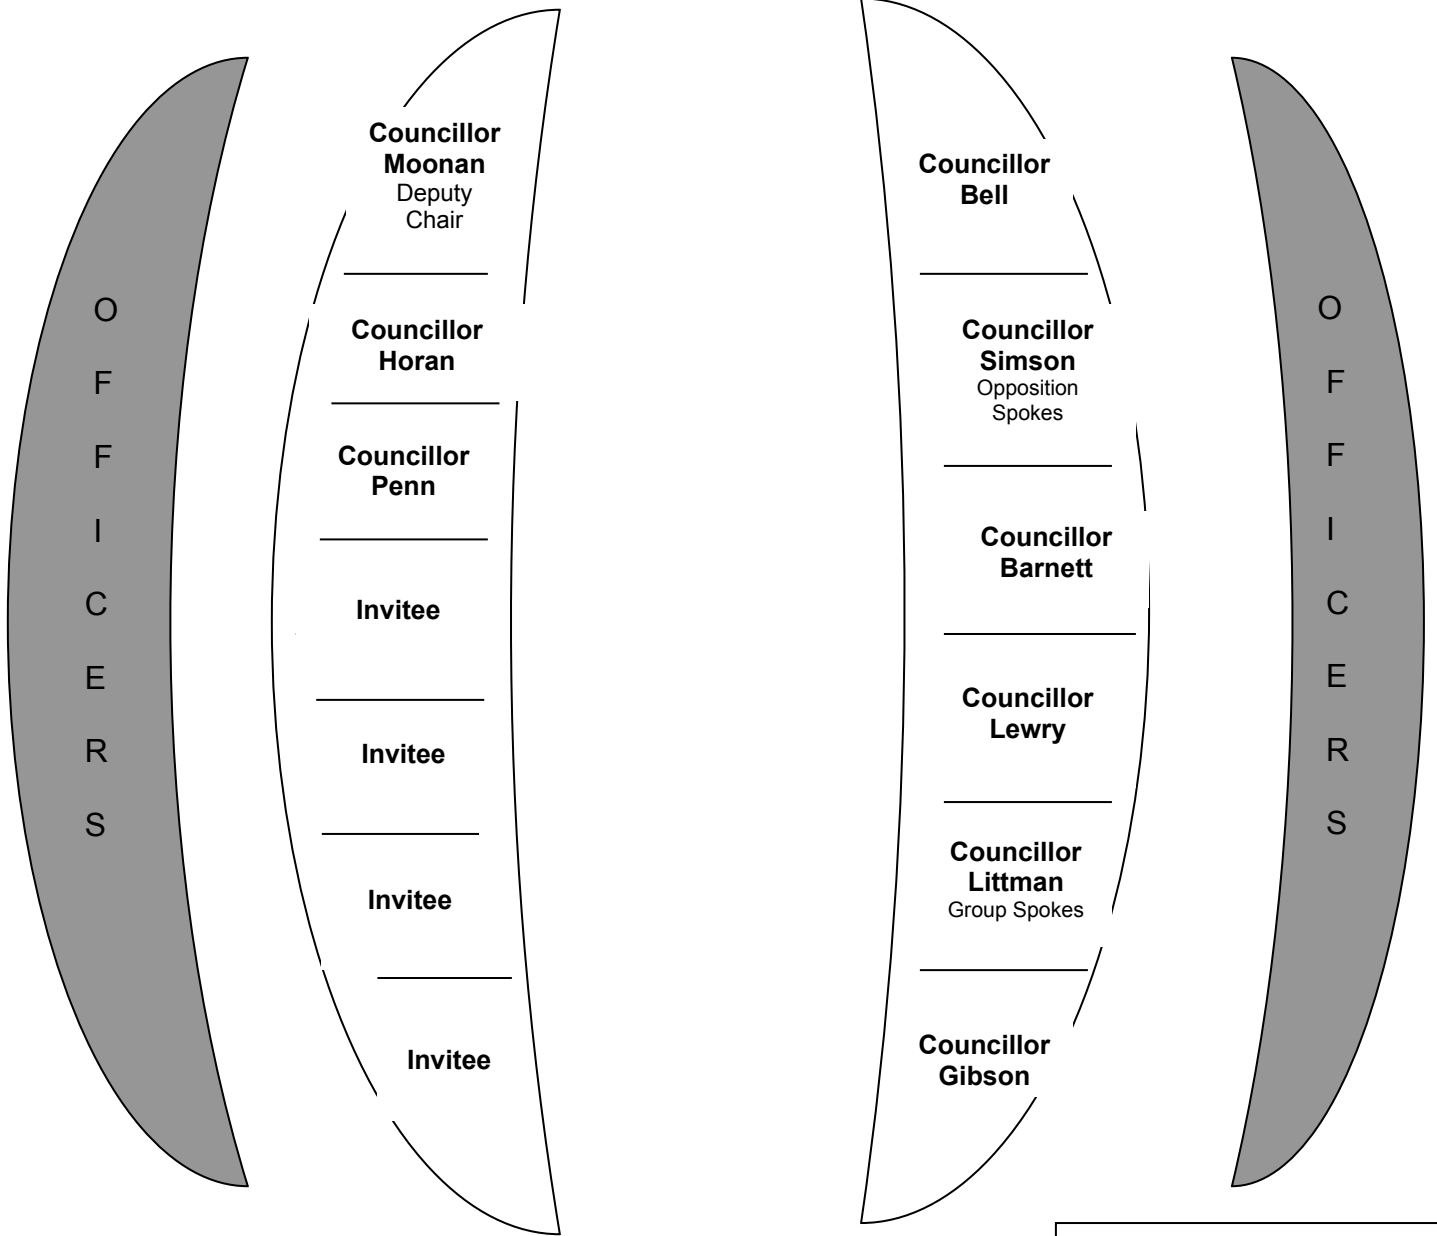 O
F
F
I
C
E
R
S
Councillor
Moonan
Deputy
Chair
Councillor
Horan
Councillor
Penn
Invitee
Invitee
Invitee
Invitee
Councillor
Bell
Councillor
Simson
Opposition
Spokes
Councillor
Barnett
Councillor
Lewry
Councillor
Littman
Group Spokes
Councillor
Gibson
O
F
F
I
C
E
R
S